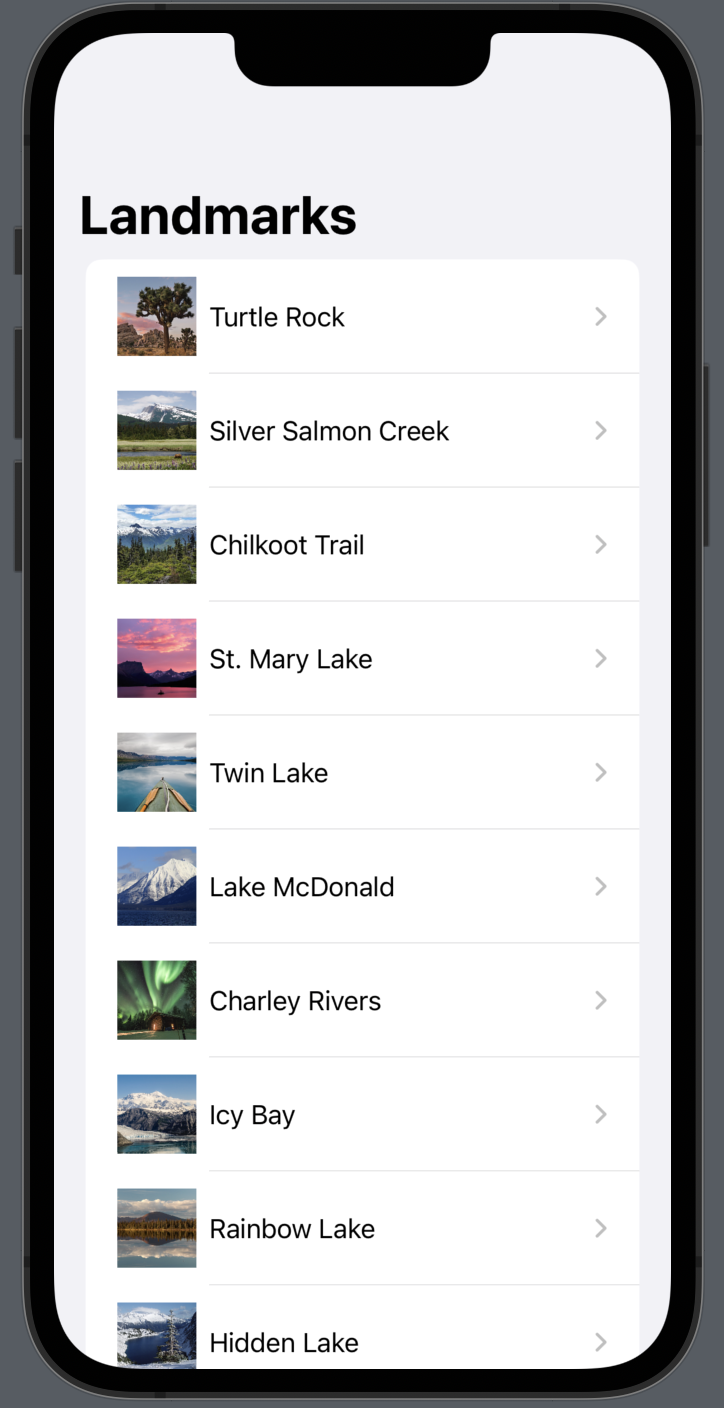 Landmarks
Turtle Rock
Silver Salmon Creek
Chilkoot Trail
St. Mary Lake
Twin Lake
Lake McDonald
Charley Rivers
Icy Bay
Rainbow Lake
Hidden Lake